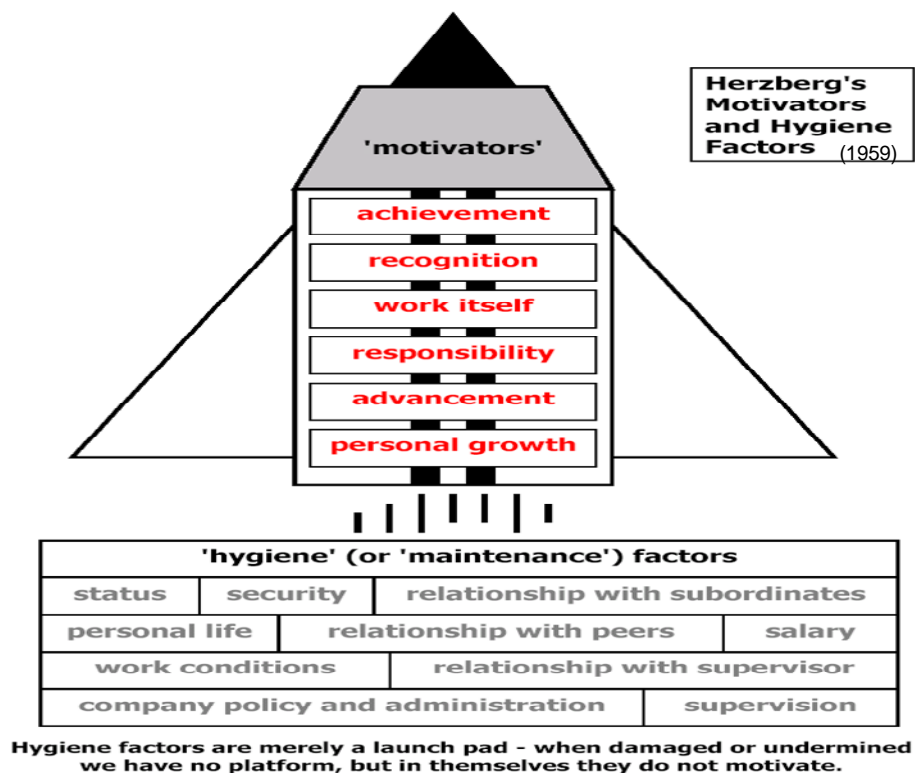 Herzberg's
Motivators
and Hygiene
Factors (1959)
'motivators'
achievement
recognition
work itself
responsibility
advancement
personal growth
'hygiene' (or 'maintenance') factors
status security relationship with subordinates
personal life relationship with peers salary
work conditions relationship with supervisor
company policy and administration supervision
Hygiene factors are merely a launch pad - when damaged or undermined
we have no platform, but in themselves they do not motivate.